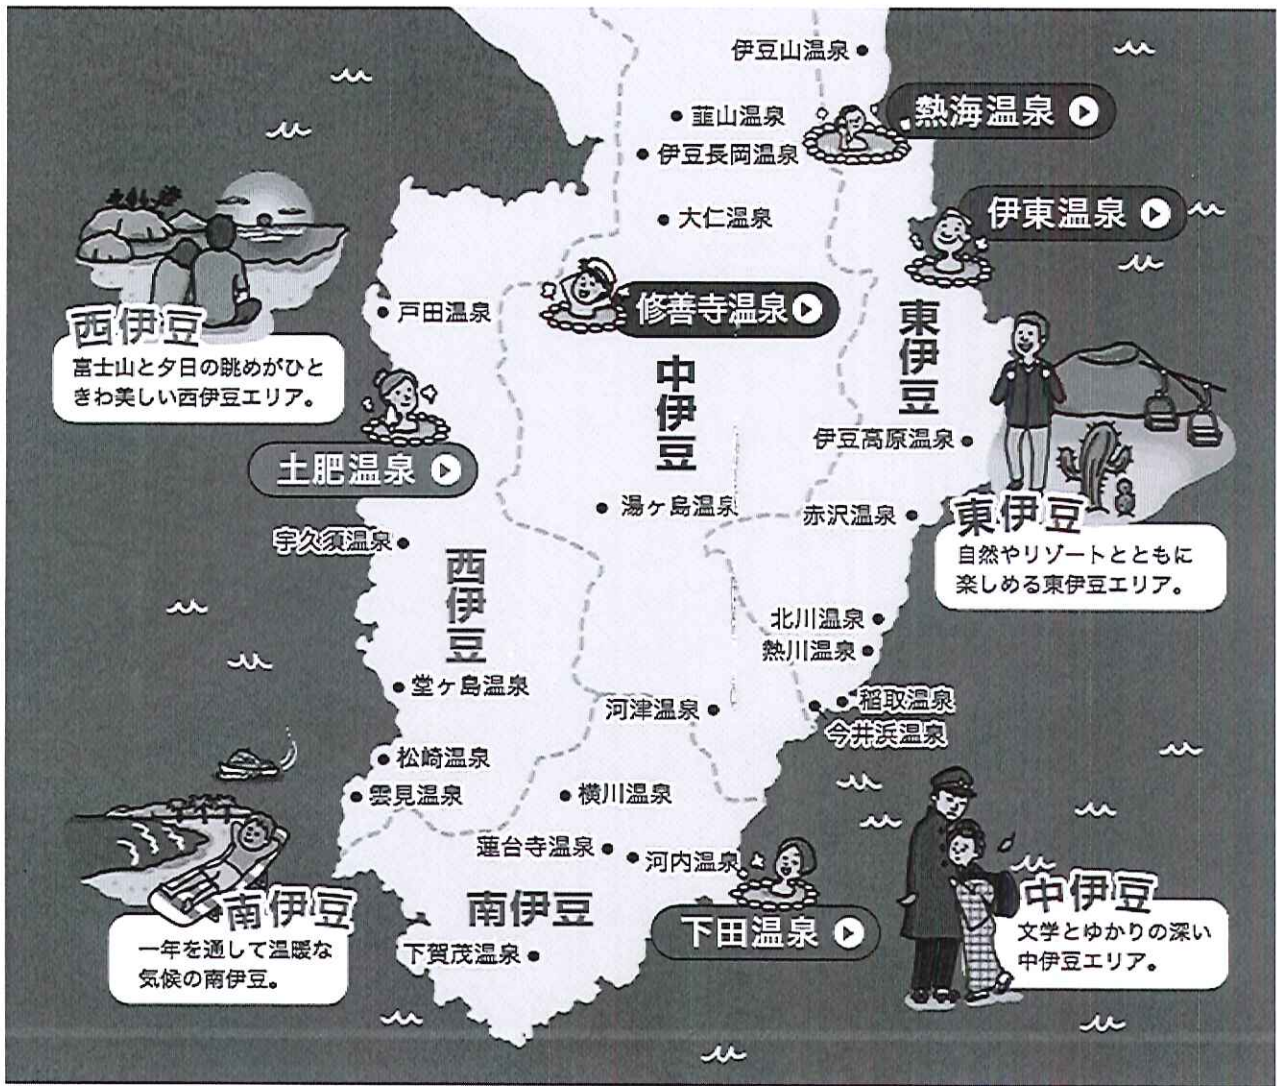 伊豆山温泉
熱海温泉
韮山温泉
伊豆長岡温泉
大仁温泉
伊東温泉
修善寺温泉
戸田温泉
西伊豆
富士山と夕日の眺めがひと
きわ美しい西伊豆エリア。
中伊豆
東伊豆
伊豆高原温泉
土肥温泉
湯ヶ島温泉
赤沢温泉
東伊豆
自然やリゾートとともに
楽しめる東伊豆エリア。
宇久須温泉
西伊豆
北川温泉
熱川温泉
堂ヶ島温泉
河津温泉
稲取温泉
今井浜温泉
松崎温泉
雲見温泉
横川温泉
蓮台寺温泉
河内温泉
南伊豆
一年を通して温暖な
気候の南伊豆。
南伊豆
下田温泉
下賀茂温泉
中伊豆
文学とゆかりの深い
中伊豆エリア。